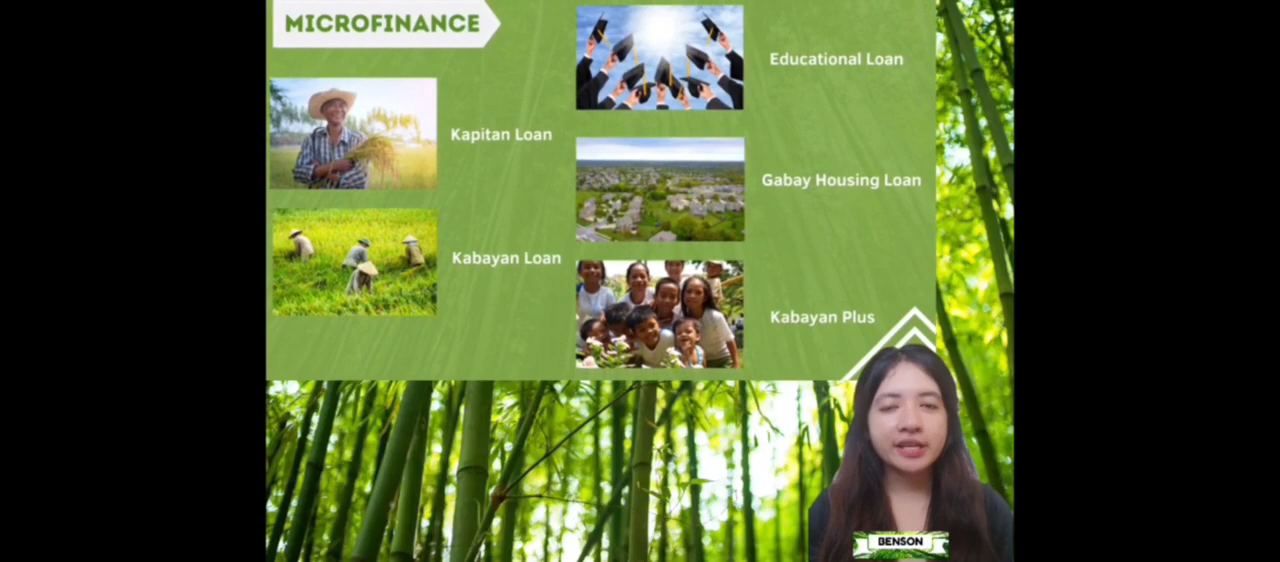 MICROFINANCE
Kapitan Loan
Kabayan Loan
Educational Loan
Gabay Housing Loan
Kabayan Plus
BENSON